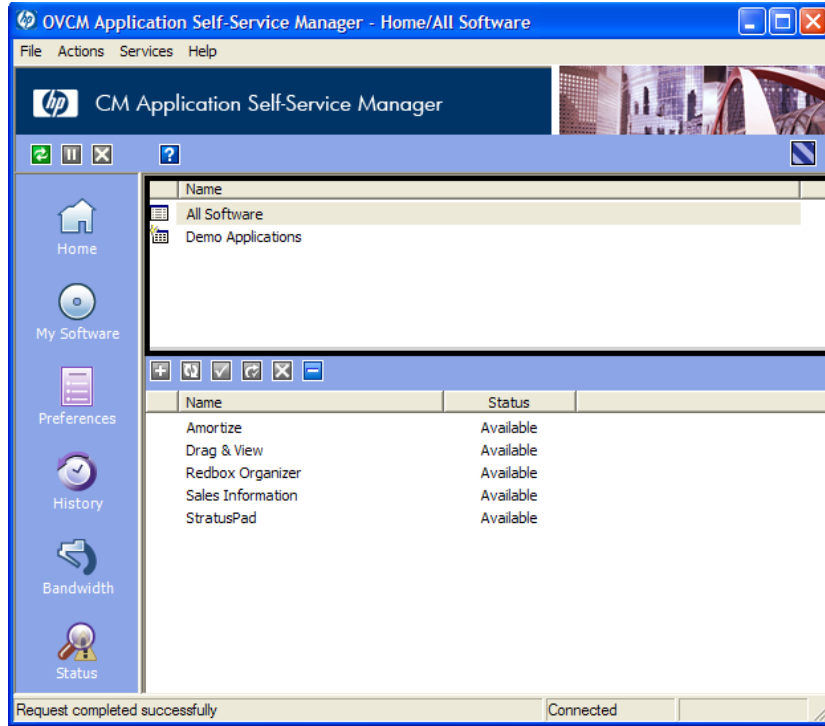 OVCM Application Self-Service Manager - Home/All Software
File Actions Services Help
hp CM Application Self-Service Manager
Name
All Software
Demo Applications
Home
My Software
Preferences
History
Bandwidth
Status
Name Status
Amortize Available
Drag & View Available
Redbox Organizer Available
Sales Information Available
StratusPad Available
Request completed successfully Connected